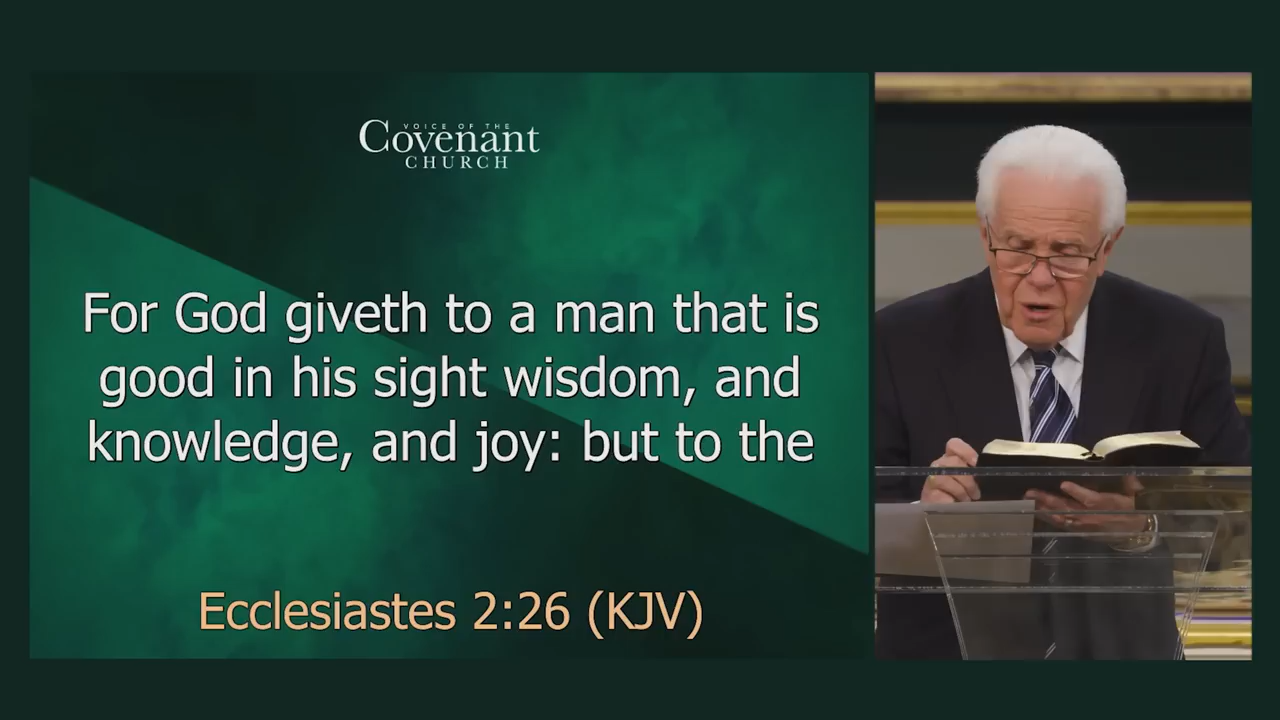 VOICE OF THE
Covenant
CHURCH
For God giveth to a man that is
good in his sight wisdom, and
knowledge, and joy: but to the
Ecclesiastes 2:26 (KJV)